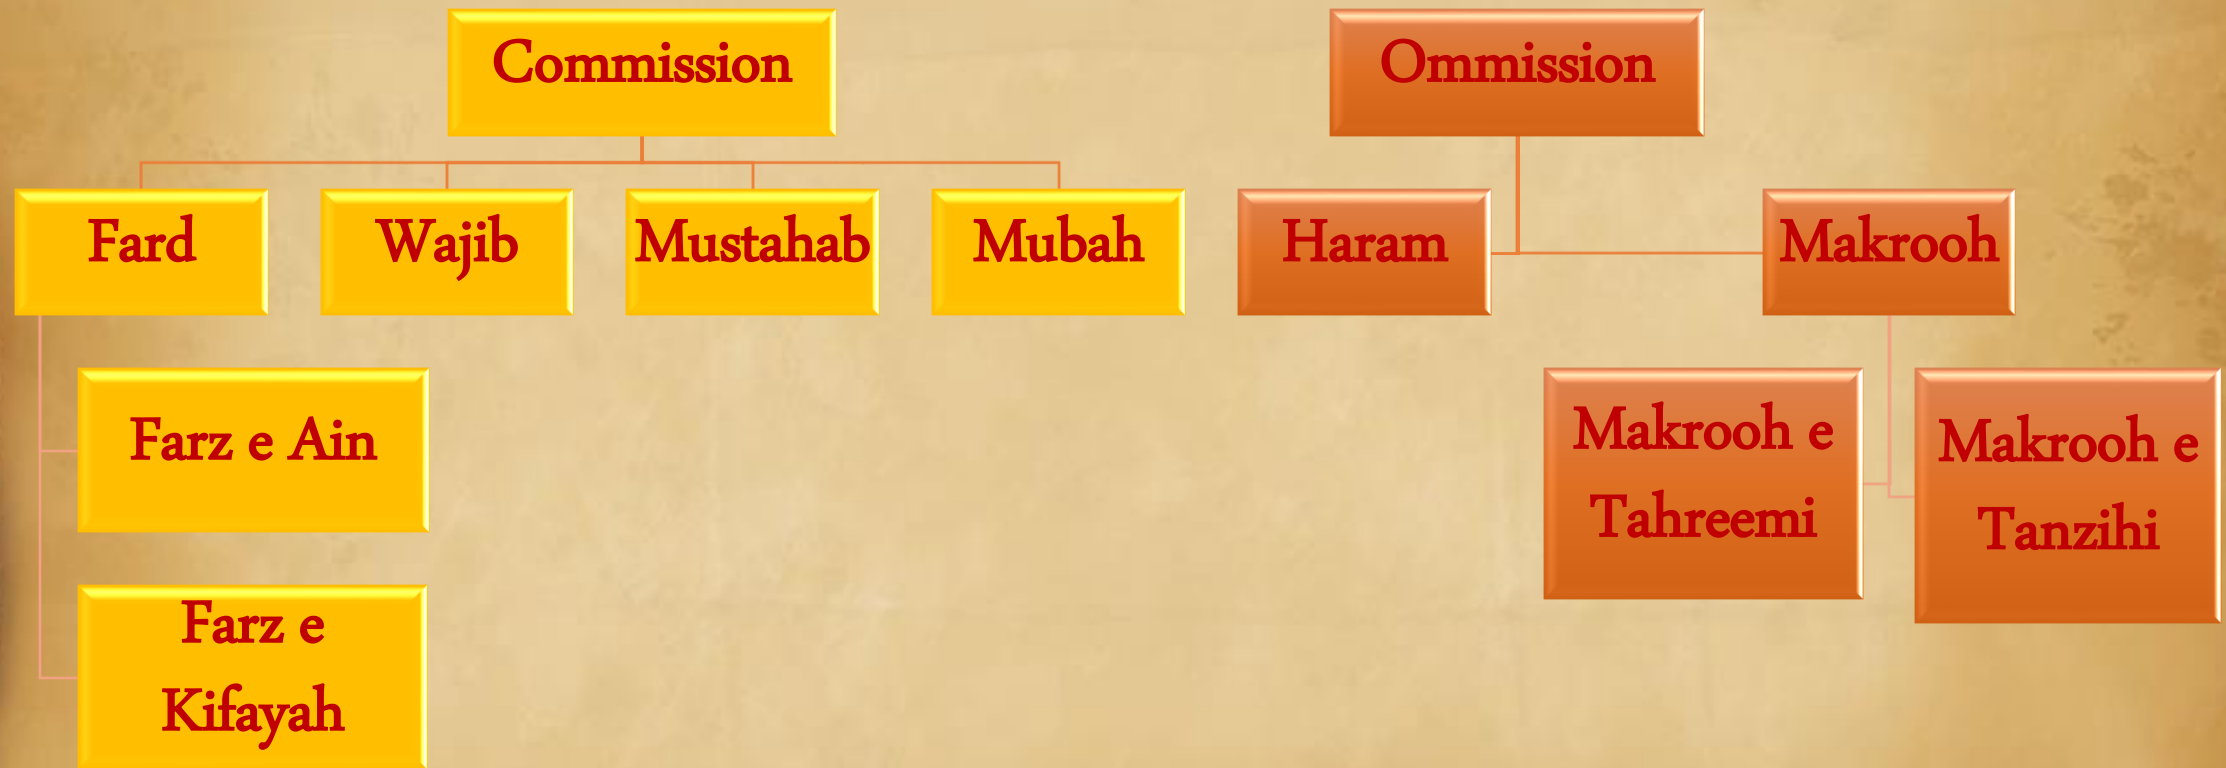 Commission
Ommission
Fard
Wajib
Mustahab
Mubah
Haram
Makrooh
Farz e Ain
Farz e
Kifayah
Makrooh e
Tahreemi
Makrooh e
Tanzihi